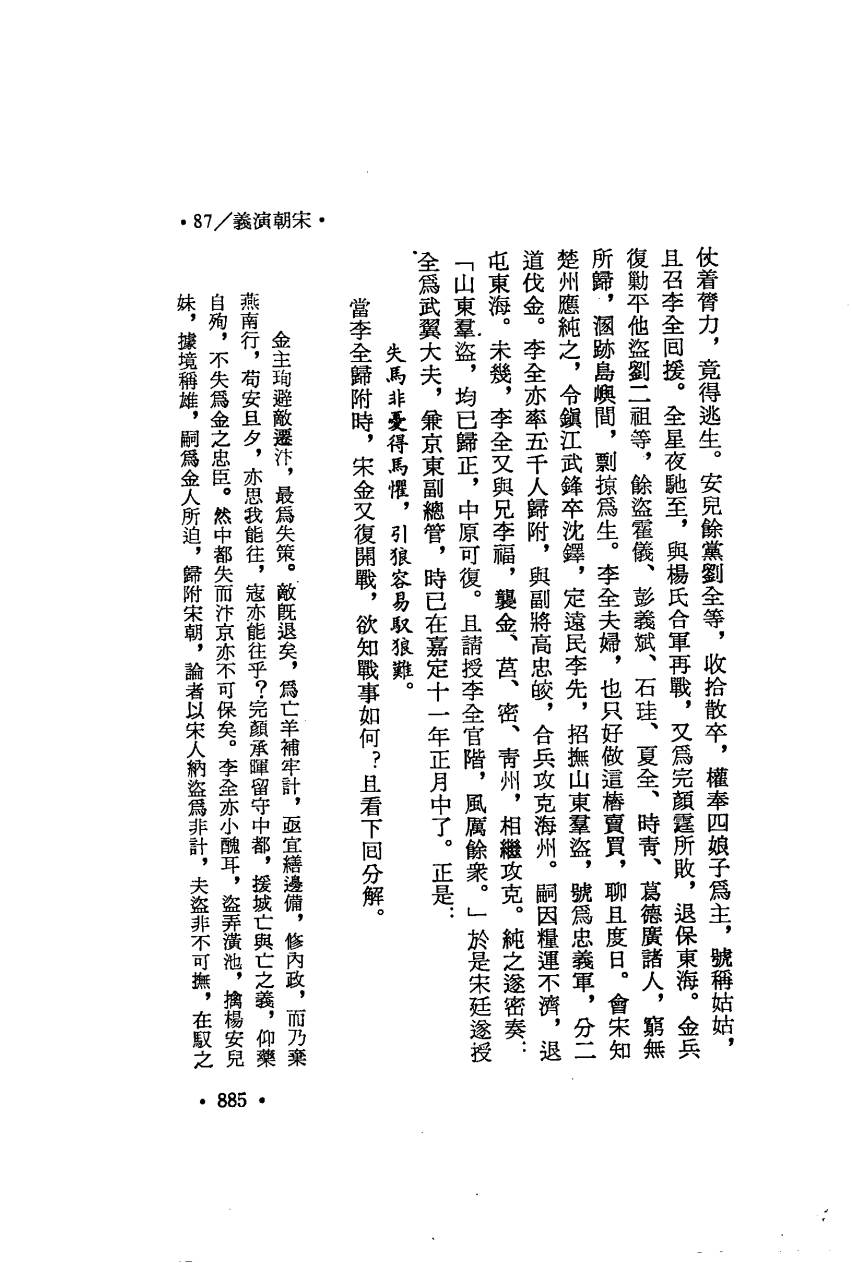 •宋朝演義/87•
仗着膂力，竟得逃生。安兒餘黨劉全等，收拾散卒，權奉四娘子爲主，號稱姑姑，
且召李全囘援。全星夜馳至，與楊氏合軍再戰，又爲完顏霆所敗，退保東海。金兵
復勦平他盜劉二祖等，餘盜霍儀、彭義斌、石珪、夏全、時靑、葛德廣諸人，窮無
所歸，溷跡島嶼間，剽掠爲生。李全夫婦，也只好做這樁賣買，聊且度日。會宋知
楚州應純之，令鎭江武鋒卒沈鐸，定遠民李先，招撫山東羣盜，號爲忠義軍，分二
道伐金。李全亦率五千人歸附，與副將高忠皎，合兵攻克海州。嗣因糧運不濟，退
屯東海。未幾，李全又與兄李福，襲金、莒、密、靑州，相繼攻克。純之遂密奏：
「山東羣盜，均已歸正，中原可復。且請授李全官階，風厲餘衆。」於是宋廷遂授
全爲武翼大夫，兼京東副總管，時已在嘉定十一年正月中了。正是：
失馬非憂得馬懼，引狼容易馭狼難。
當李全歸附時，宋金又復開戰，欲知戰事如何？且看下囘分解。
金主珣避敵遷汴，最爲失策。敵旣退矣，爲亡羊補牢計，亟宜繕邊備，修內政，而乃棄
燕南行，苟安旦夕，亦思我能往，寇亦能往乎？完顏承暉留守中都，援城亡與亡之義，仰藥
自殉，不失爲金之忠臣。然中都失而汴京亦不可保矣。李全亦小醜耳，盜弄潢池，擒楊安兒
妹，據境稱雄，嗣爲金人所迫，歸附宋朝，論者以宋人納盜爲非計，夫盜非不可撫，在馭之
•885•